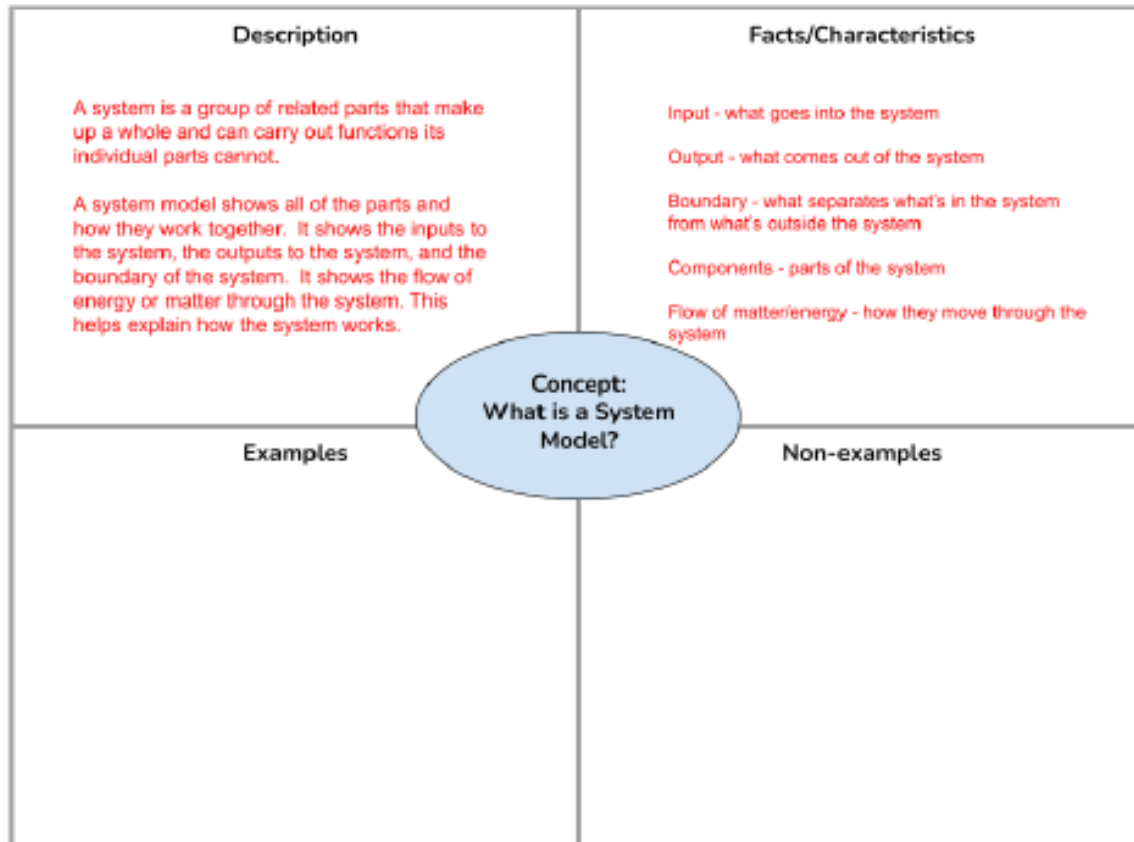 Description
A system is a group of related parts that make
up a whole and can carry out functions its
individual parts cannot.
A system model shows all of the parts and
how they work together.  It shows the inputs to
the system, the outputs to the system, and the
boundary of the system.  It shows the flow of
energy or matter through the system. This
helps explain how the system works.
Facts/Characteristics
Input - what goes into the system
Output - what comes out of the system
Boundary - what separates what's in the system
from what's outside the system
Components - parts of the system
Flow of matter/energy - how they move through the
system
Concept:
What is a System
Model?
Examples
Non-examples